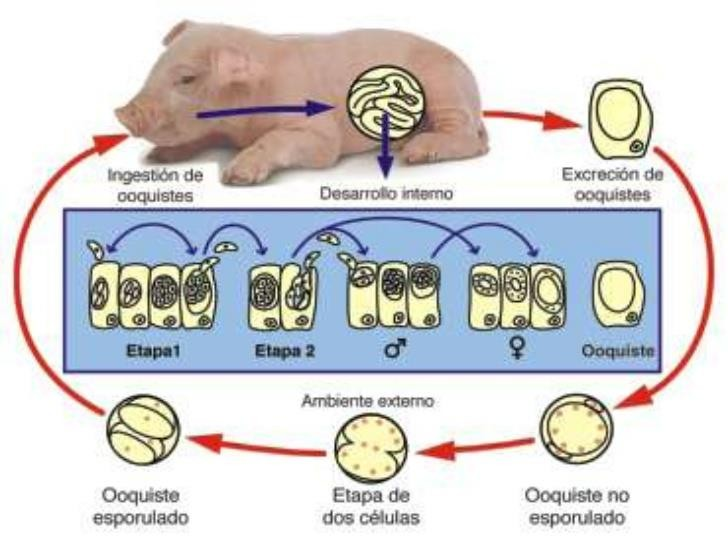 Ingestión de
ooquistes
Desarrollo interno
Excreción de
ooquistes
Etapa1
Etapa 2
♂
♀
Ooquiste
Ambiente externo
Ooquiste
esporulado
Etapa de
dos células
Ooquiste no
esporulado